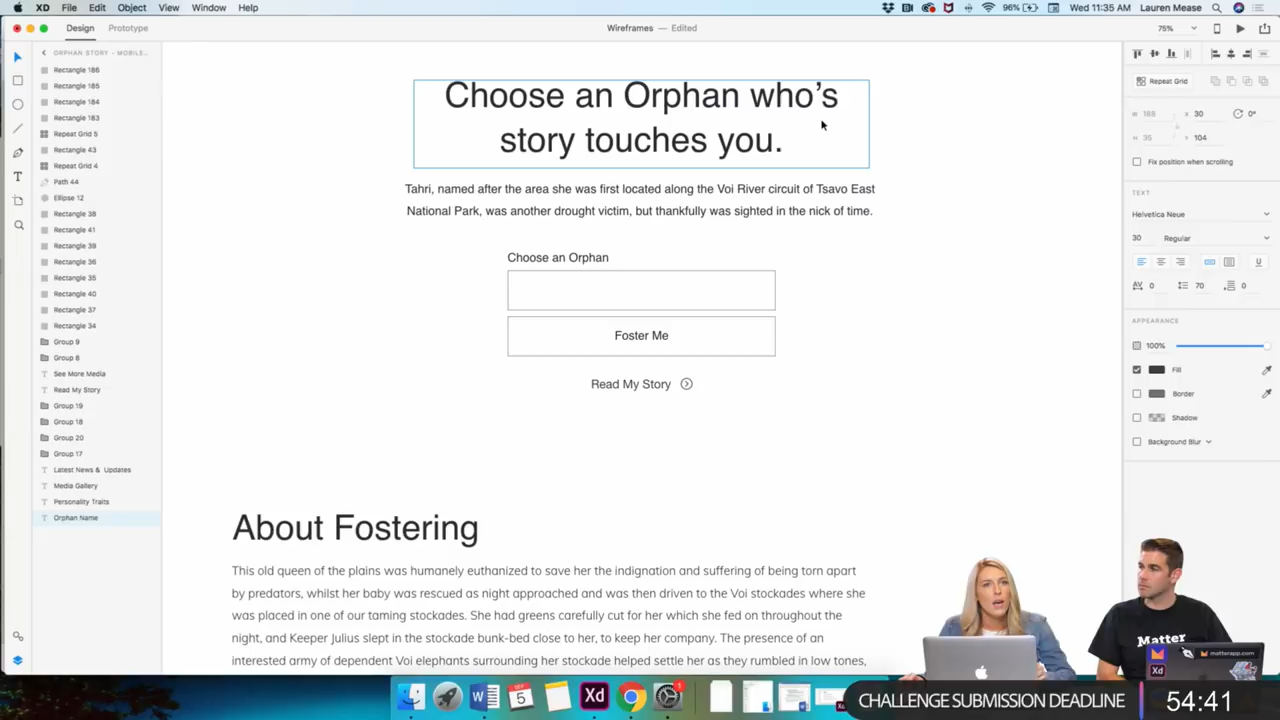 XD File Edit Object View Window Help
96% Wed 11:35 AM Lauren Mease
Design Prototype
Wireframes — Edited
75%
ORPHAN STORY - MOBILE...
Rectangle 186
Rectangle 185
Rectangle 184
Rectangle 183
Repeat Grid 5
Rectangle 43
Repeat Grid 4
Path 44
Ellipse 12
Rectangle 38
Rectangle 41
Rectangle 39
Rectangle 36
Rectangle 35
Rectangle 40
Rectangle 37
Rectangle 34
Group 9
Group 8
See More Media
Read My Story
Group 19
Group 18
Group 20
Group 17
Latest News & Updates
Media Gallery
Personality Traits
Orphan Name
Choose an Orphan who’s
story touches you.
Tahri, named after the area she was first located along the Voi River circuit of Tsavo East
National Park, was another drought victim, but thankfully was sighted in the nick of time.
Choose an Orphan
Foster Me
Read My Story
About Fostering
This old queen of the plains was humanely euthanized to save her the indignation and suffering of being torn apart
by predators, whilst her baby was rescued as night approached and was then driven to the Voi stockades where she
was placed in one of our taming stockades. She had greens carefully cut for her which she fed on throughout the
night, and Keeper Julius slept in the stockade bunk-bed close to her, to keep her company. The presence of an
interested army of dependent Voi elephants surrounding her stockade helped settle her as they rumbled in low tones,
Repeat Grid
W 188 X 30 0°
H 35 Y 104
Fix position when scrolling
TEXT
Helvetica Neue
30 Regular
0 70 0
APPEARANCE
100%
Fill
Border
Shadow
Background Blur
Matter
matterapp.com
Xd
SEP
5
Xd
1
CHALLENGE SUBMISSION DEADLINE
54:41